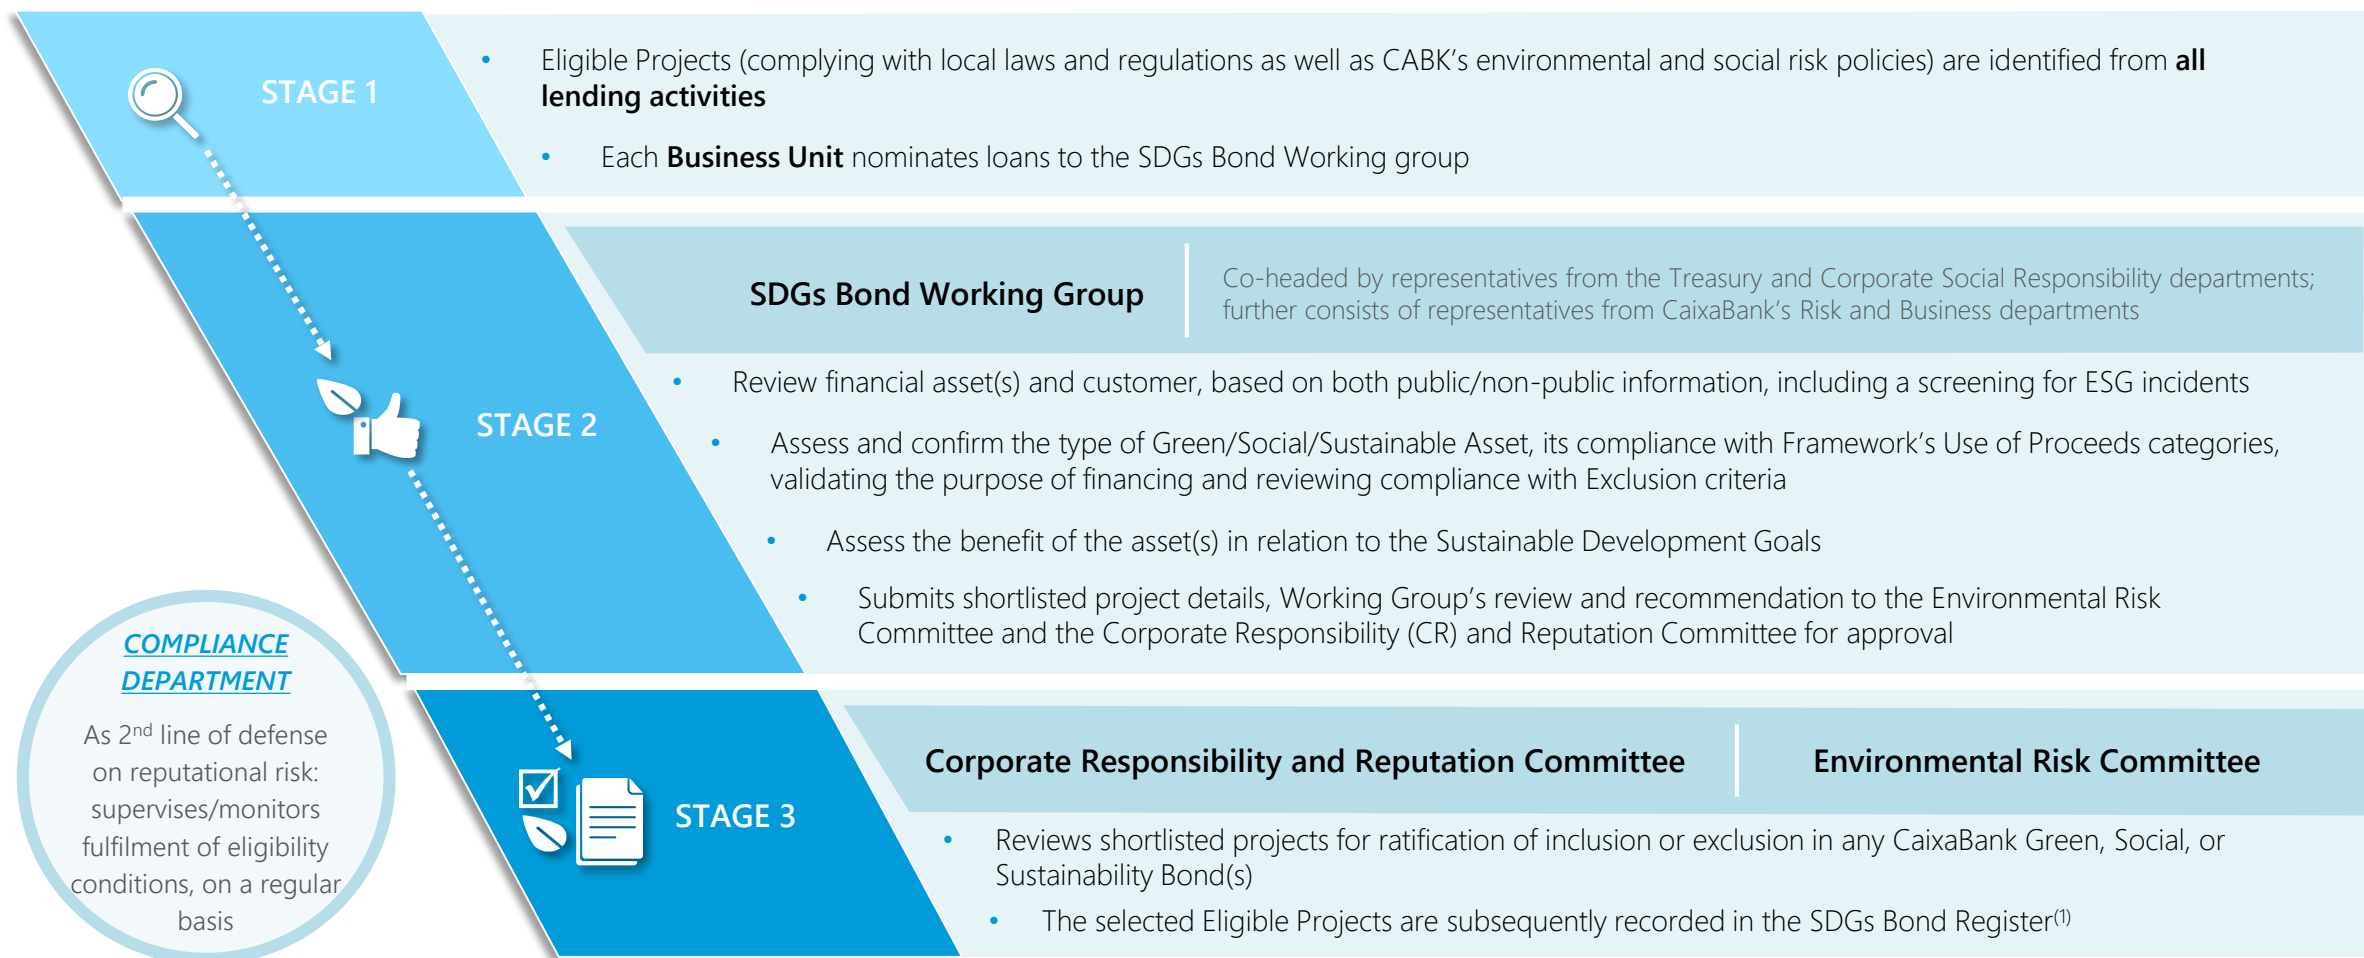 STAGE 1
• Eligible Projects (complying with local laws and regulations as well as CABK's environmental and social risk policies) are identified from all
lending activities
• Each Business Unit nominates loans to the SDGs Bond Working group
STAGE 2
SDGs Bond Working Group
Co-headed by representatives from the Treasury and Corporate Social Responsibility departments;
further consists of representatives from CaixaBank's Risk and Business departments
• Review financial asset(s) and customer, based on both public/non-public information, including a screening for ESG incidents
• Assess and confirm the type of Green/Social/Sustainable Asset, its compliance with Framework's Use of Proceeds categories,
validating the purpose of financing and reviewing compliance with Exclusion criteria
• Assess the benefit of the asset(s) in relation to the Sustainable Development Goals
• Submits shortlisted project details, Working Group's review and recommendation to the Environmental Risk
Committee and the Corporate Responsibility (CR) and Reputation Committee for approval
COMPLIANCE
DEPARTMENT
As 2nd line of defense
on reputational risk:
supervises/monitors
fulfilment of eligibility
conditions, on a regular
basis
STAGE 3
Corporate Responsibility and Reputation Committee
Environmental Risk Committee
• Reviews shortlisted projects for ratification of inclusion or exclusion in any CaixaBank Green, Social, or
Sustainability Bond(s)
• The selected Eligible Projects are subsequently recorded in the SDGs Bond Register(1)